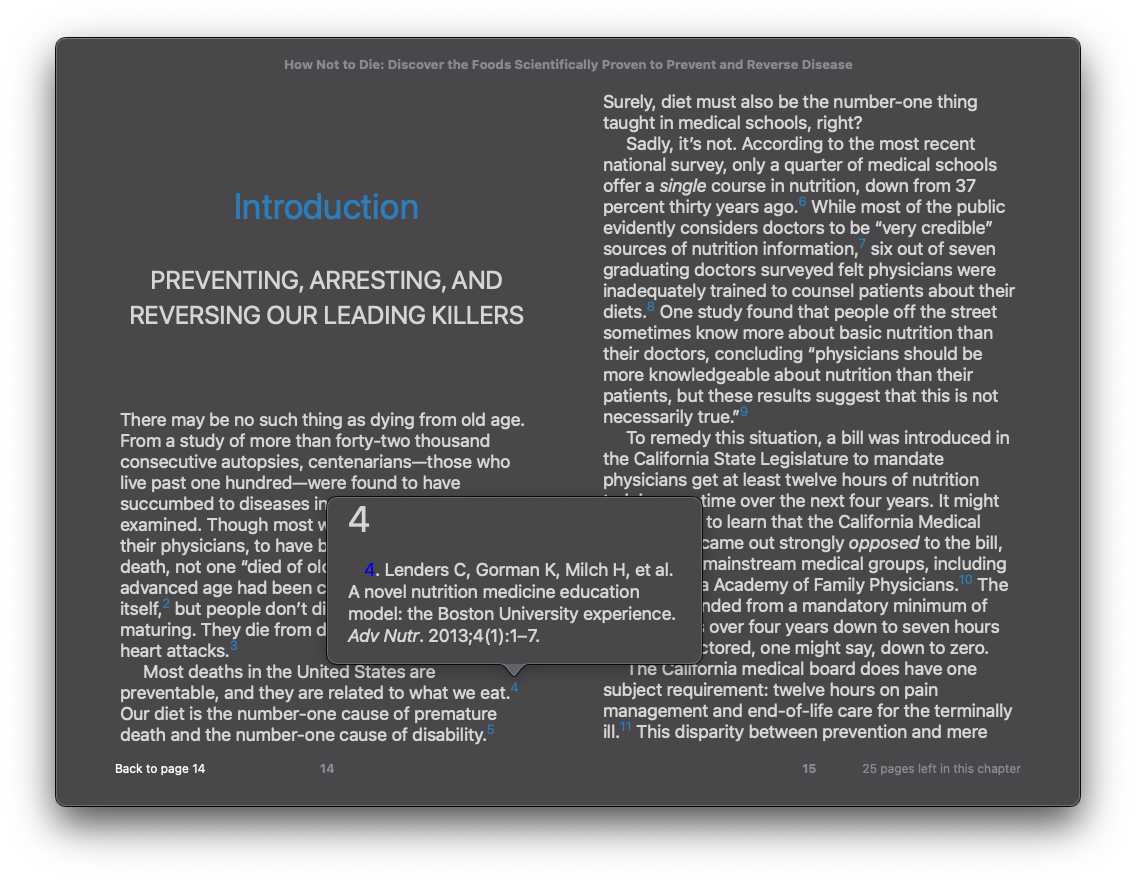 How Not to Die: Discover the Foods Scientifically Proven to Prevent and Reverse Disease
Introduction
PREVENTING, ARRESTING, AND
REVERSING OUR LEADING KILLERS
There may be no such thing as dying from old age.
From a study of more than forty-two thousand
consecutive autopsies, centenarians—those who
live past one hundred—were found to have
succumbed to diseases in
examined. Though most
their physicians, to have
death, not one “died of
advanced age had been
itself,2 but people don’t
maturing. They die from
heart attacks.3
Most deaths in the United States are
preventable, and they are related to what we eat.4
Our diet is the number-one cause of premature
death and the number-one cause of disability.5
4
4. Lenders C, Gorman K, Milch H, et al.
A novel nutrition medicine education
model: the Boston University experience.
Adv Nutr. 2013;4(1):1–7.
Surely, diet must also be the number-one thing
taught in medical schools, right?
Sadly, it’s not. According to the most recent
national survey, only a quarter of medical schools
offer a single course in nutrition, down from 37
percent thirty years ago.6 While most of the public
evidently considers doctors to be “very credible”
sources of nutrition information,7 six out of seven
graduating doctors surveyed felt physicians were
inadequately trained to counsel patients about their
diets.8 One study found that people off the street
sometimes know more about basic nutrition than
their doctors, concluding “physicians should be
more knowledgeable about nutrition than their
patients, but these results suggest that this is not
necessarily true.”9
To remedy this situation, a bill was introduced in
the California State Legislature to mandate
physicians get at least twelve hours of nutrition
time over the next four years. It might
to learn that the California Medical
came out strongly opposed to the bill,
mainstream medical groups, including
Academy of Family Physicians.10 The
from a mandatory minimum of
over four years down to seven hours
one might say, down to zero.
The California medical board does have one
subject requirement: twelve hours on pain
management and end-of-life care for the terminally
ill.11 This disparity between prevention and mere
Back to page 14
14
15
25 pages left in this chapter